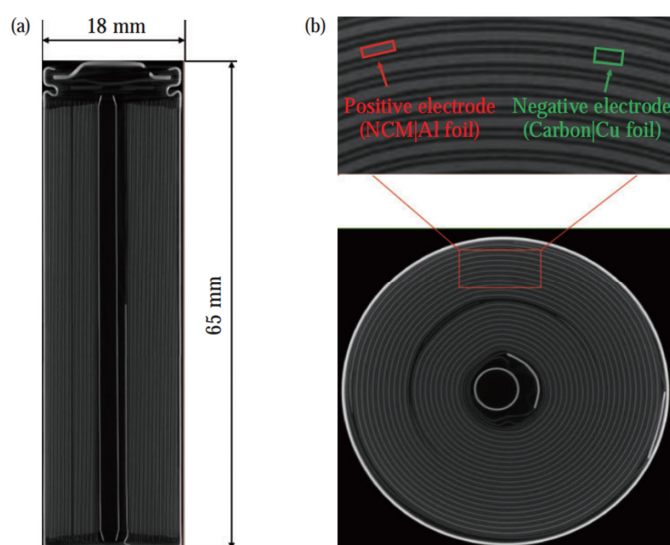 (a)
18 mm
65 mm
(b)
Positive electrode
(NCM|Al foil)
Negative electrode
(Carbon|Cu foil)